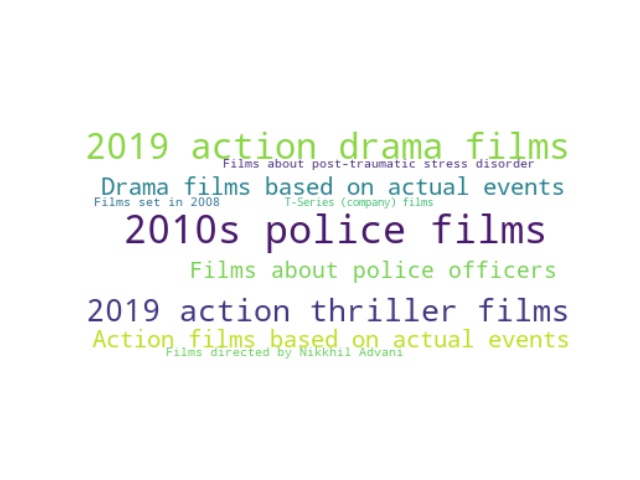 2019 action drama films
Films about post-traumatic stress disorder
Drama films based on actual events
Films set in 2008
T-Series (company) films
2010s police films
Films about police officers
2019 action thriller films
Action films based on actual events
Films directed by Nikkhil Advani